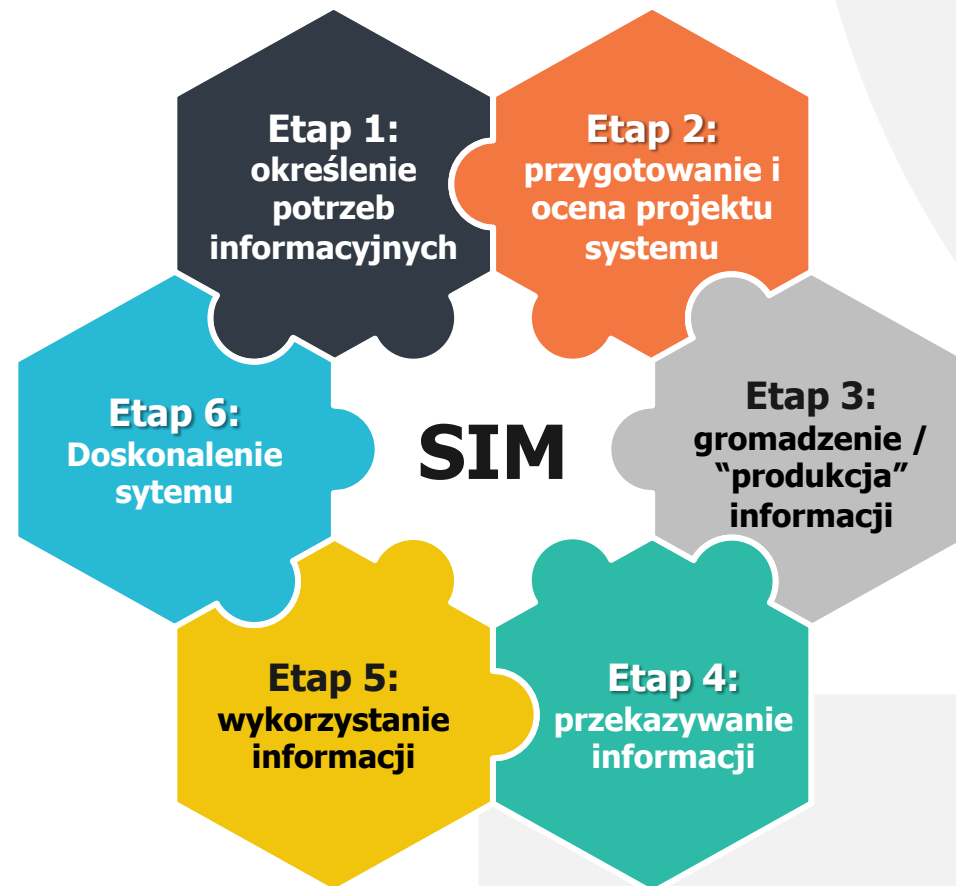 Etap 1:
określenie
potrzeb
informacyjnych
Etap 2:
przygotowanie i
ocena projektu
systemu
Etap 3:
gromadzenie /
“produkcja”
informacji
Etap 4:
przekazywanie
informacji
Etap 5:
wykorzystanie
informacji
Etap 6:
Doskonalenie
sytemu
SIM